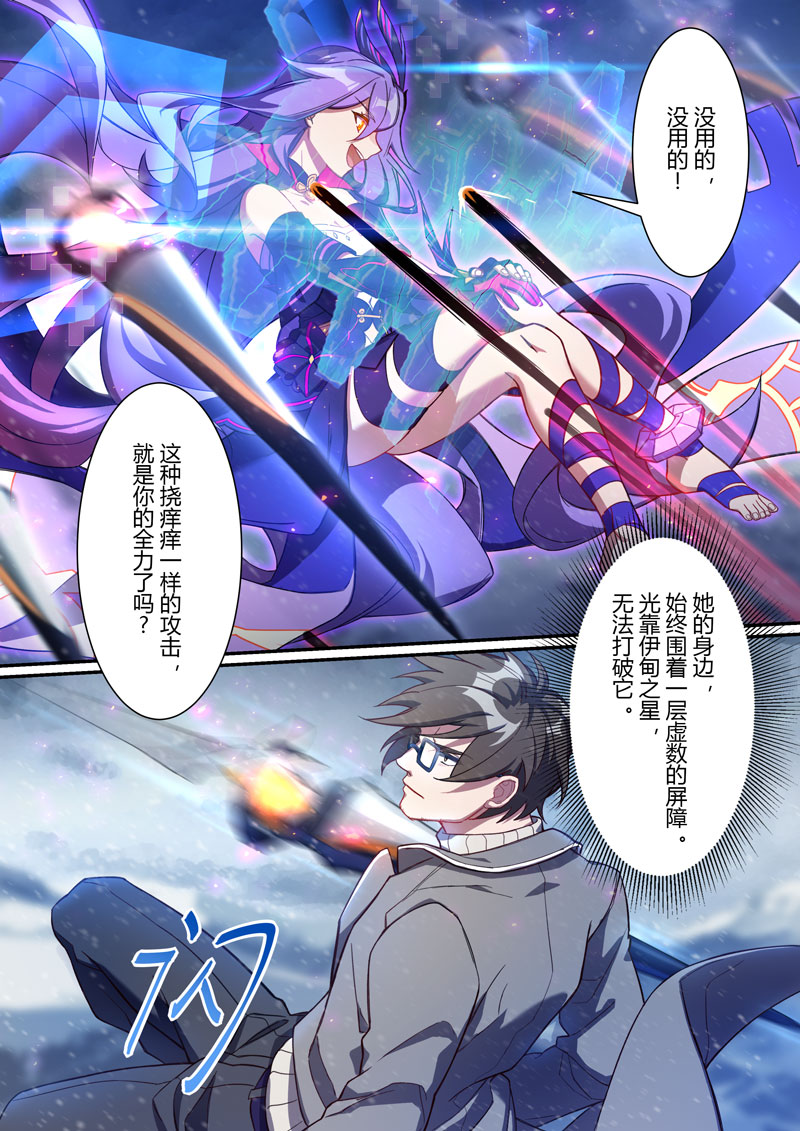 没用的，
没用的！
这种挠痒痒一样的攻击，
就是你的全力了吗？
她的身边，
始终围着一层虚数的屏障。
光靠伊甸之星，
无法打破它。
闪